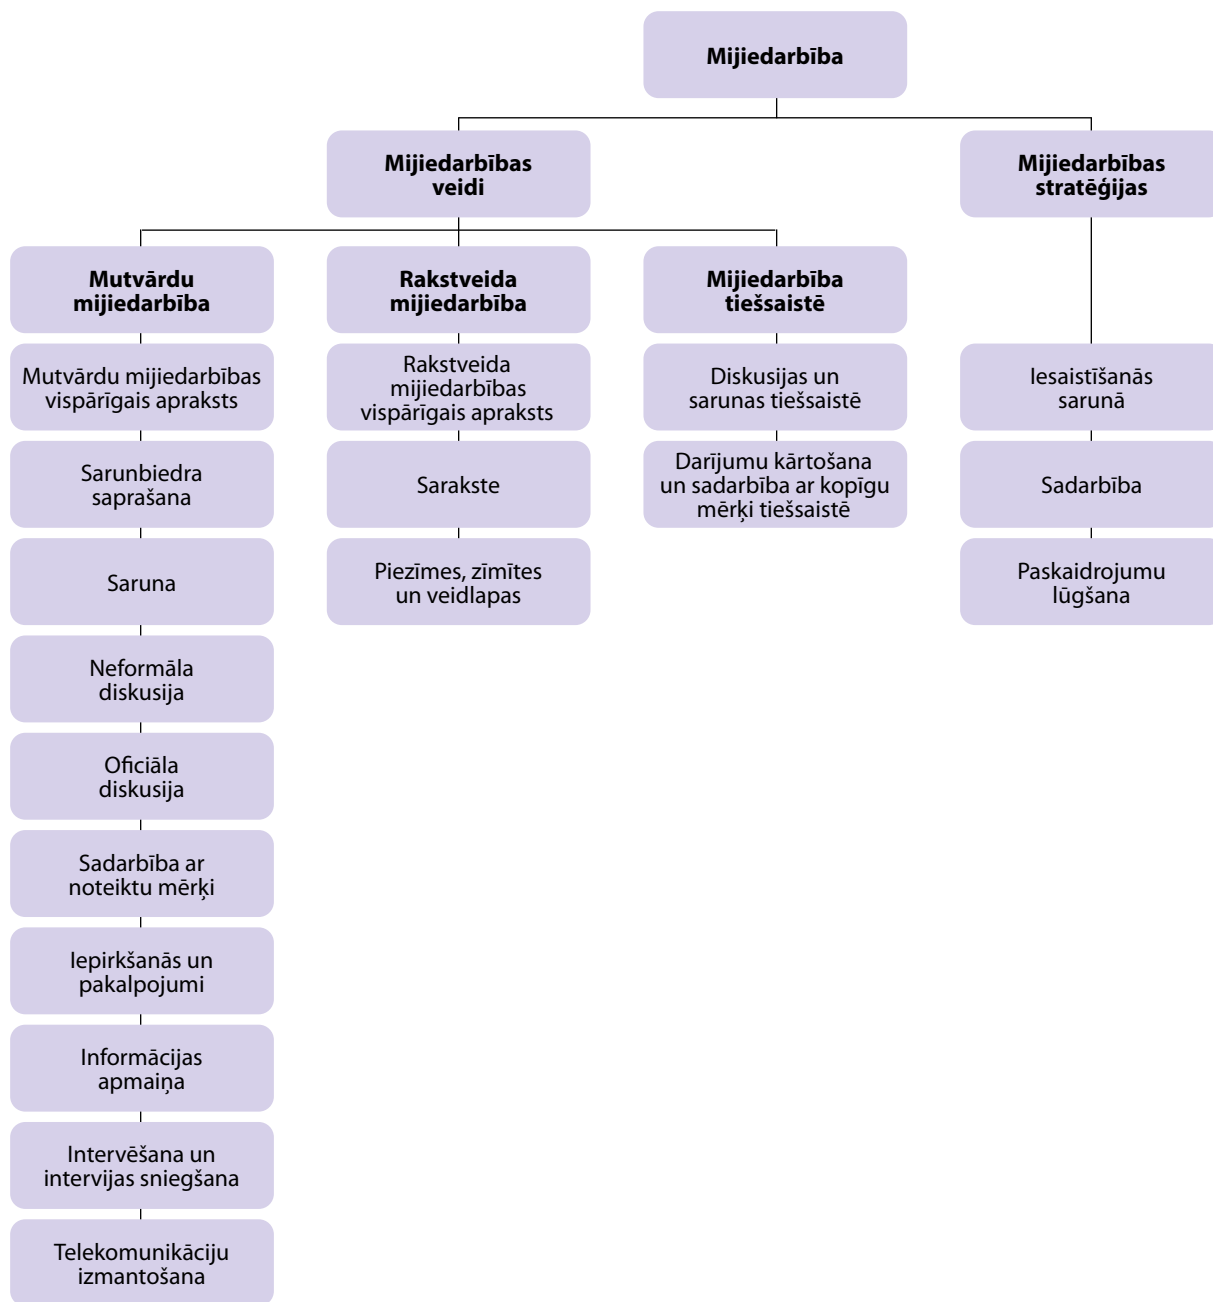 Mijiedarbība
Mijiedarbības
veidi
Mijiedarbības
stratēģijas
Mutvārdu
mijiedarbība
Rakstveida
mijiedarbība
Mijiedarbība
tiešsaistē
Mutvārdu mijiedarbības
vispārīgais apraksts
Sarunbiedra
saprašana
Saruna
Neformāla
diskusija
Oficiāla
diskusija
Sadarbība ar
noteiktu mērķi
Iepirkšanās un
pakalpojumi
Informācijas
apmaiņa
Intervēšana un
intervijas sniegšana
Telekomunikāciju
izmantošana
Rakstveida
mijiedarbības
vispārīgais apraksts
Sarakste
Piezīmes, zīmītes
un veidlapas
Diskusijas un
sarunas tiešsaistē
Darījumu kārtošana
un sadarbība ar kopīgu
mērķi tiešsaistē
Iesaistīšanās
sarunā
Sadarbība
Paskaidrojumu
lūgšana